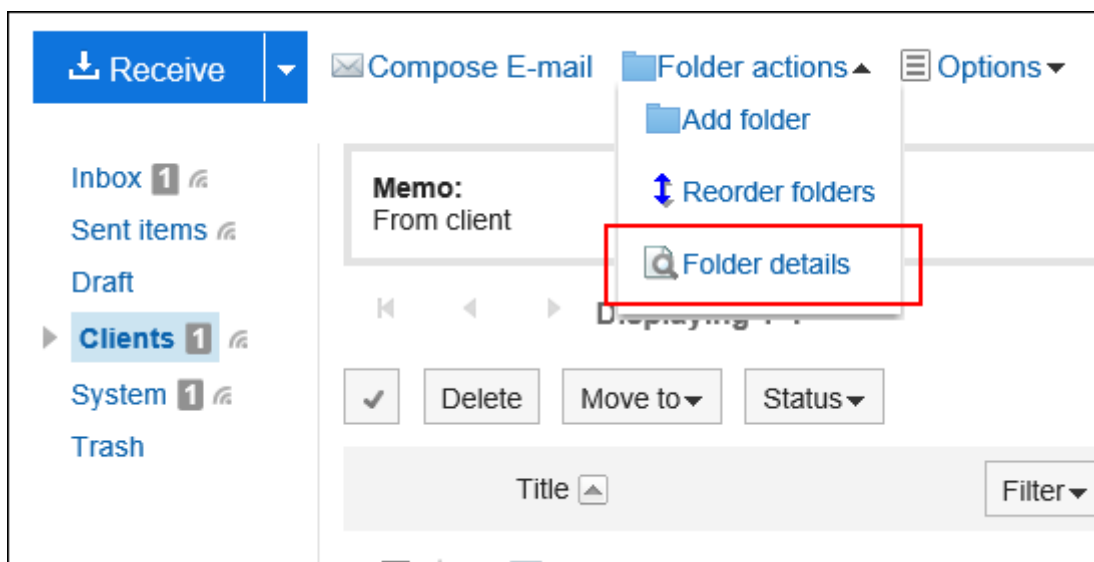 Receive
Compose E-mail
Folder actions
Options
Add folder
Reorder folders
Folder details
Inbox 1
Sent items
Draft
Clients 1
System 1
Trash
Memo:
From client
Displaying
Delete
Move to
Status
Title
Filter